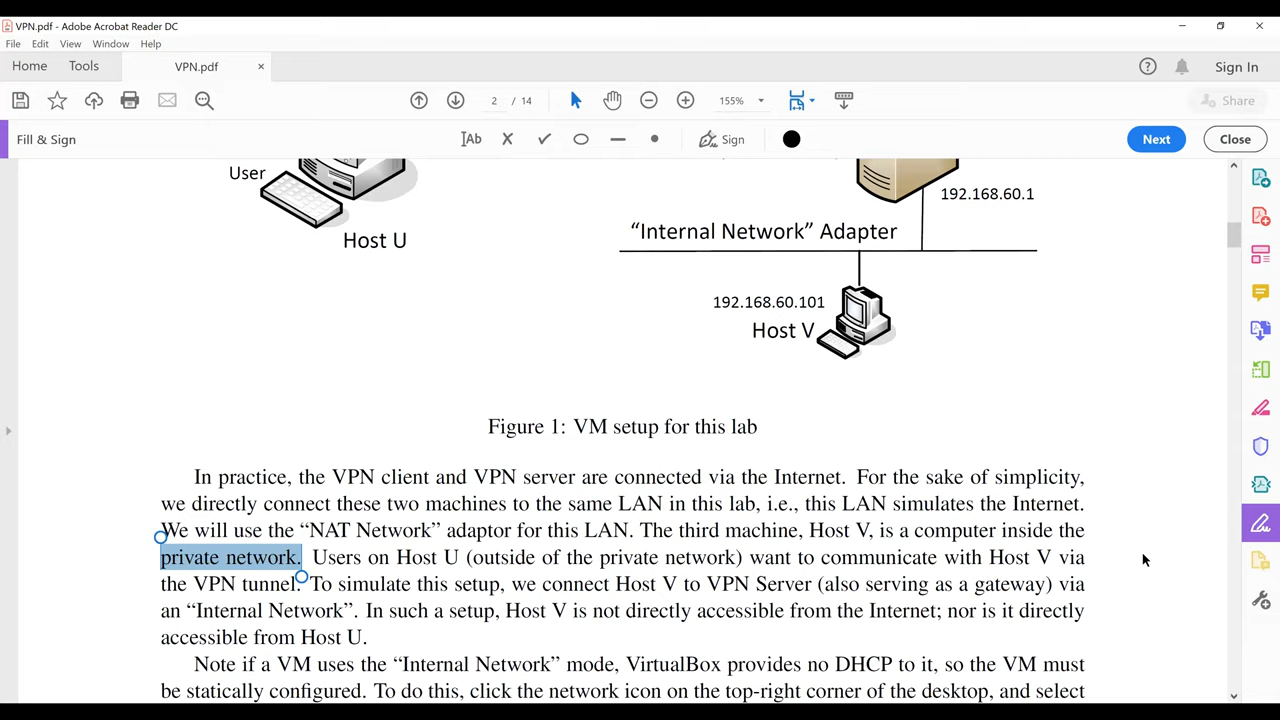 VPN.pdf - Adobe Acrobat Reader DC
File Edit View Window Help
Home Tools VPN.pdf × Sign In
2 / 14 155% Share
Fill & Sign Ab Sign Next Close
User
192.168.60.1
“Internal Network” Adapter
Host U
192.168.60.101
Host V
Figure 1: VM setup for this lab
In practice, the VPN client and VPN server are connected via the Internet. For the sake of simplicity,
we directly connect these two machines to the same LAN in this lab, i.e., this LAN simulates the Internet.
We will use the “NAT Network” adaptor for this LAN. The third machine, Host V, is a computer inside the
private network. Users on Host U (outside of the private network) want to communicate with Host V via
the VPN tunnel. To simulate this setup, we connect Host V to VPN Server (also serving as a gateway) via
an “Internal Network”. In such a setup, Host V is not directly accessible from the Internet; nor is it directly
accessible from Host U.
Note if a VM uses the “Internal Network” mode, VirtualBox provides no DHCP to it, so the VM must
be statically configured. To do this, click the network icon on the top-right corner of the desktop, and select